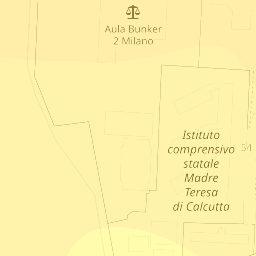 Aula Bunker
2 Milano
Istituto
comprensivo
statale
Madre
Teresa
di Calcutta
54